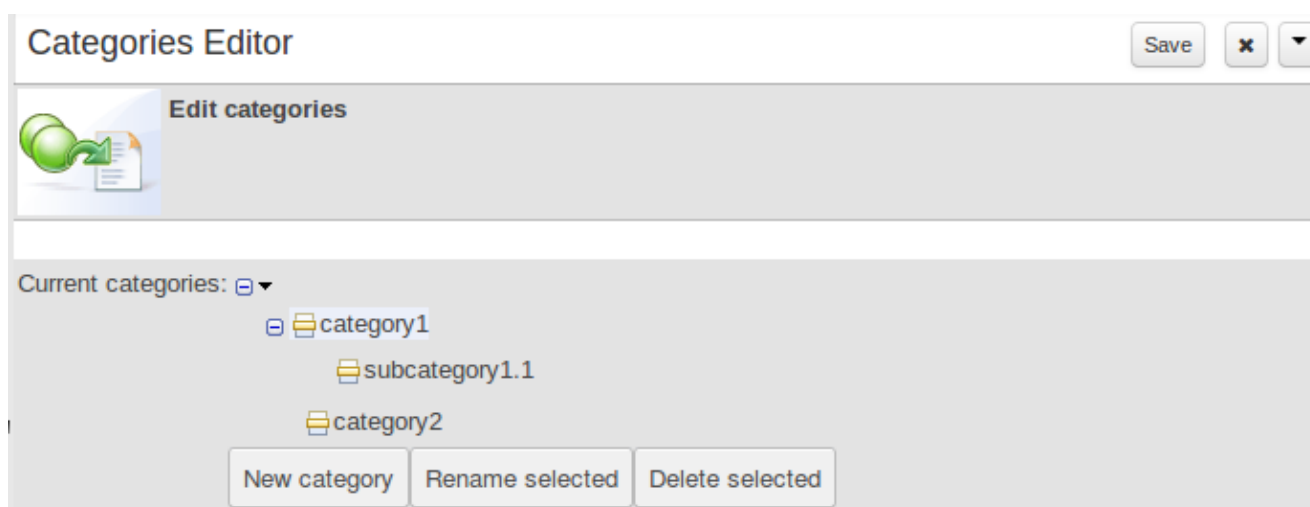 Categories Editor Save
Edit categories
Current categories:
category1
subcategory1.1
category2
New category Rename selected Delete selected